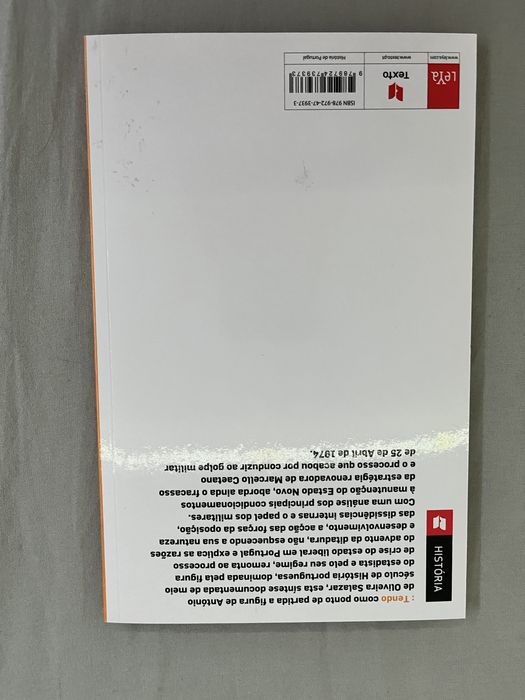 : Tendo como ponto de partida a figura de António
de Oliveira Salazar, esta síntese documentada de meio
século de História portuguesa, dominada pela figura
do estadista e pelo seu regime, remonta ao processo
de crise do estado liberal em Portugal e explica as razões
do advento da ditadura, não esquecendo a sua natureza
e desenvolvimento, a acção das forças da oposição,
das dissidências internas e o papel dos militares.
Com uma análise dos principais condicionamentos
à manutenção do Estado Novo, aborda ainda o fracasso
da estratégia renovadora de Marcello Caetano
e o processo que acabou por conduzir ao golpe militar
de 25 de Abril de 1974.
HISTÓRIA
LeYa
Texto
ISBN 978-972-47-3937-3
9 789724 739373
www.leya.com
www.texto.pt
História de Portugal